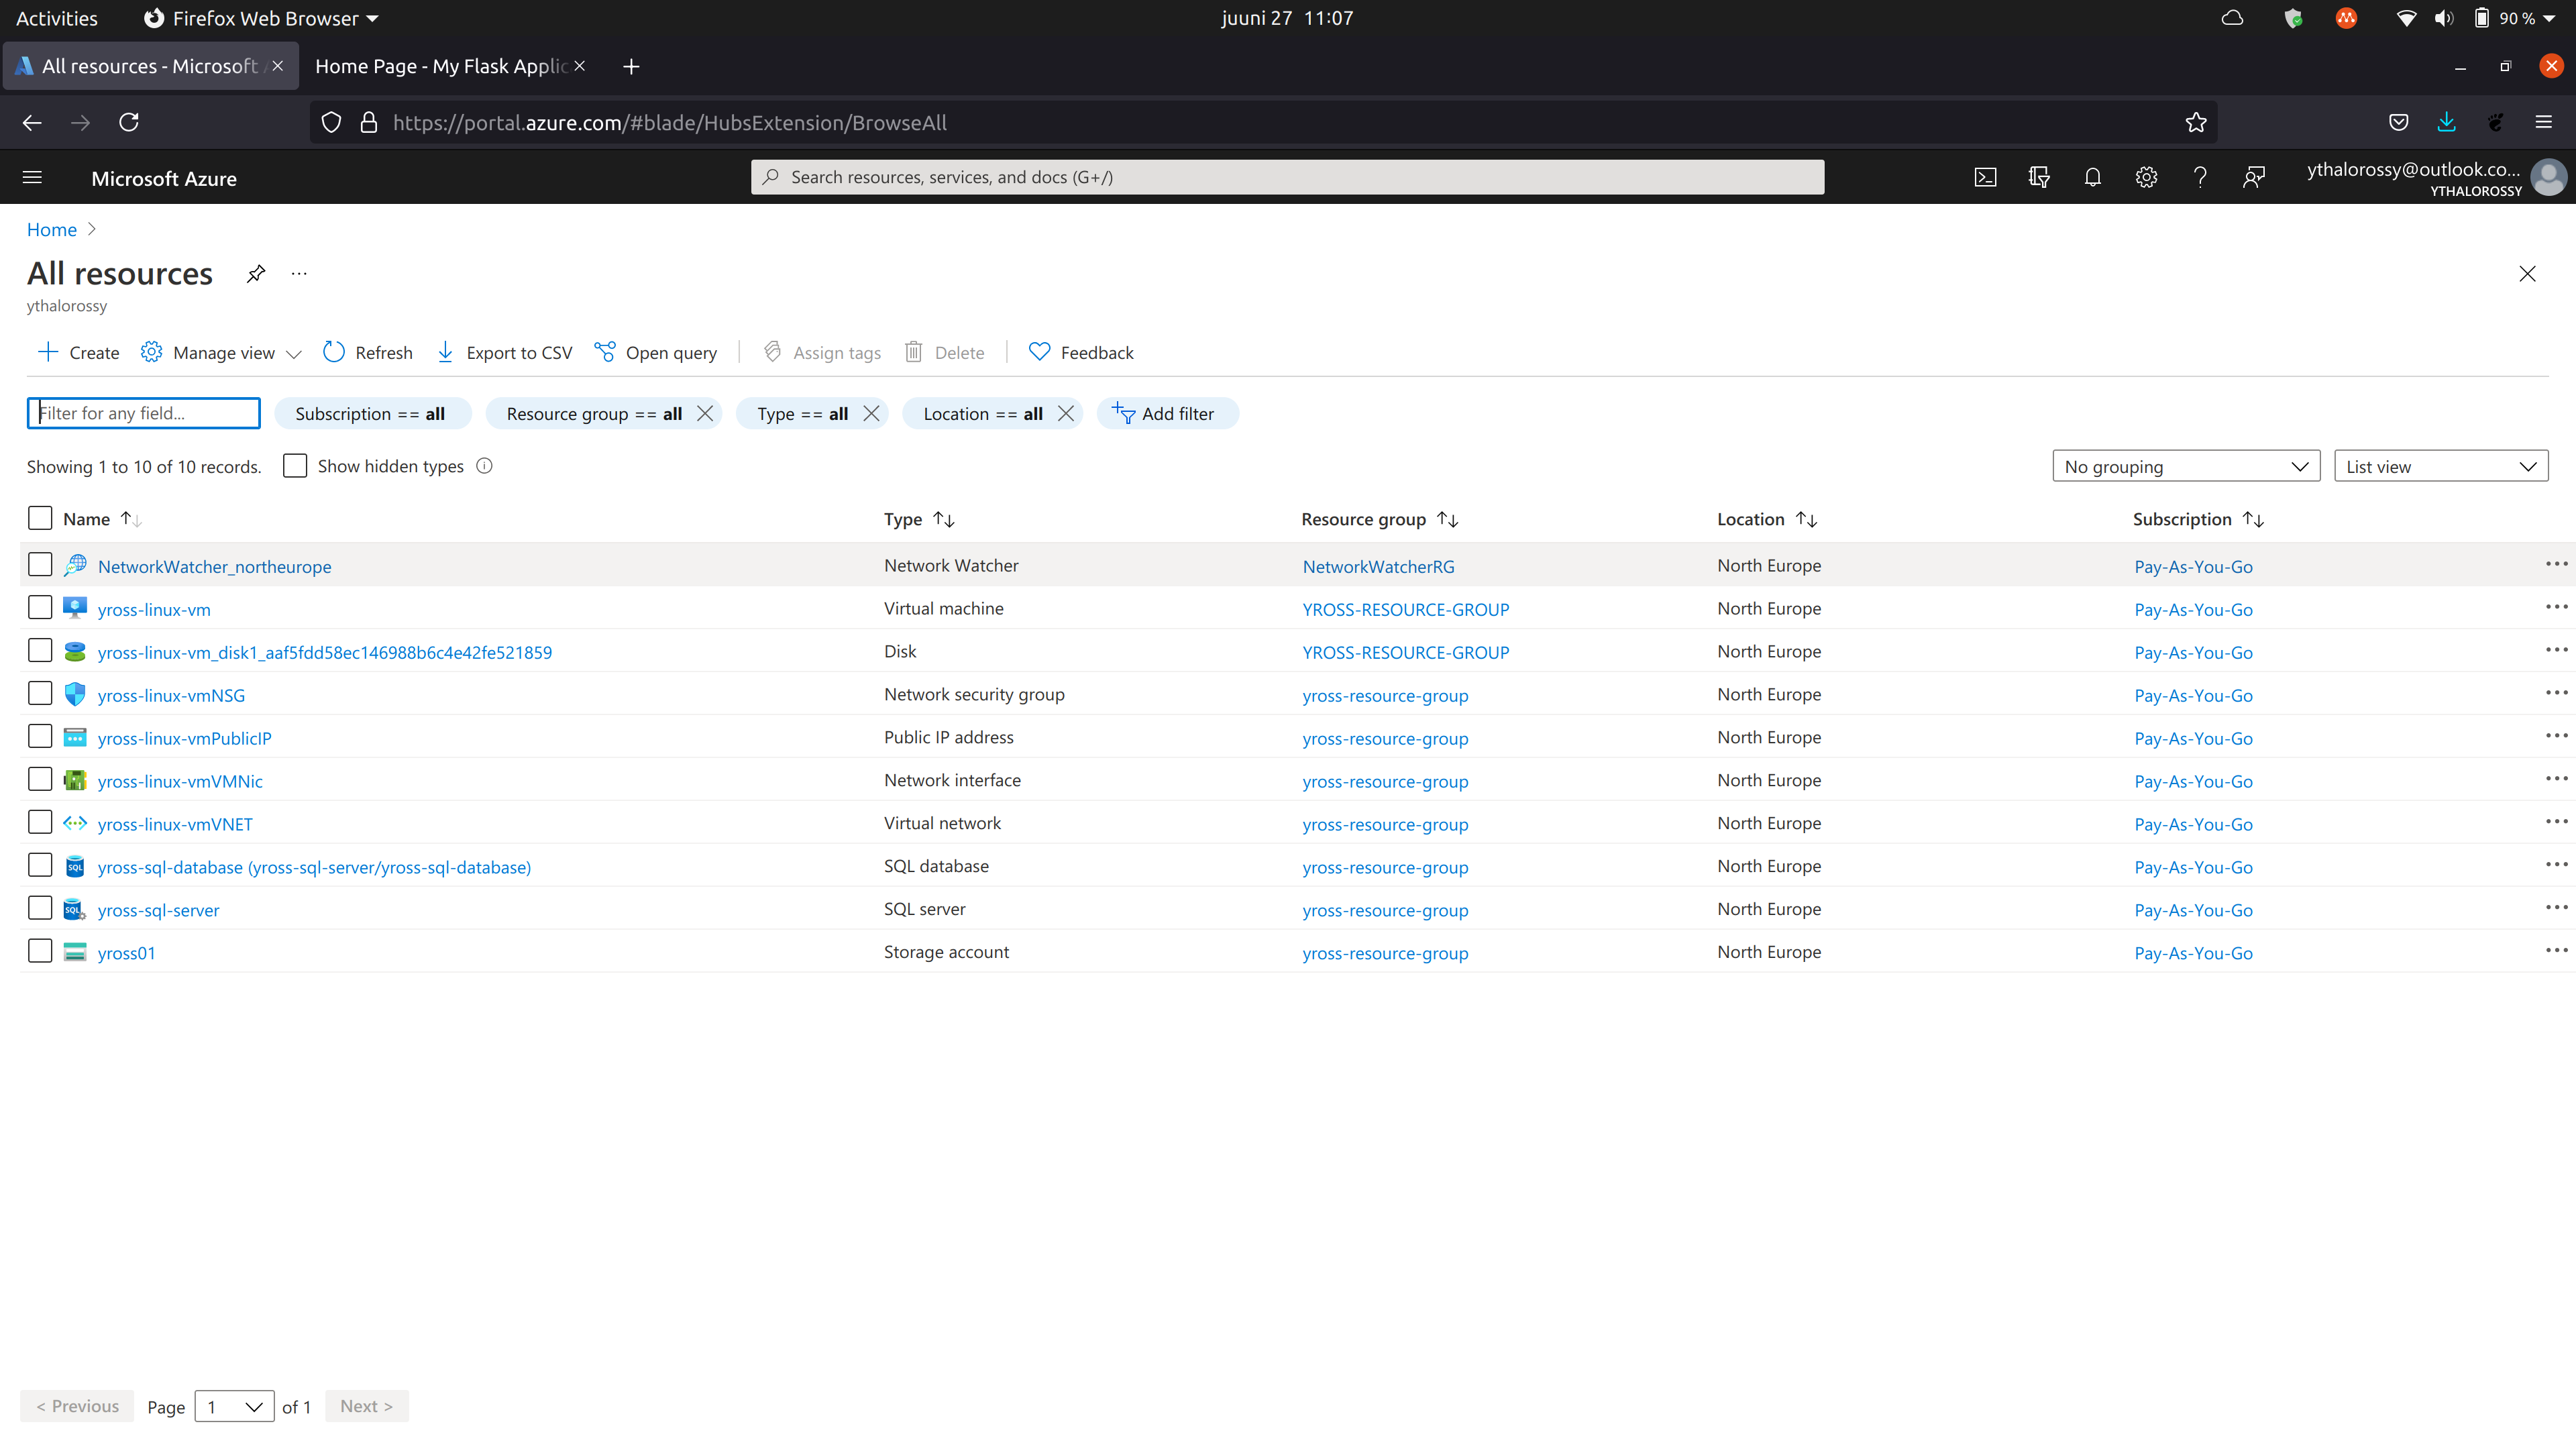 Activities Firefox Web Browser juuni 27 11:07 90 %
All resources - Microsoft Home Page - My Flask Applic
https://portal.azure.com/#blade/HubsExtension/BrowseAll
Microsoft Azure Search resources, services, and docs (G+/) ythalorossy@outlook.co...
YTHALOROSSY
Home
All resources
ythalorossy
Create Manage view Refresh Export to CSV Open query Assign tags Delete Feedback
Filter for any field... Subscription == all Resource group == all Type == all Location == all Add filter
Showing 1 to 10 of 10 records. Show hidden types No grouping List view
Name Type Resource group Location Subscription
NetworkWatcher_northeurope Network Watcher NetworkWatcherRG North Europe Pay-As-You-Go
yross-linux-vm Virtual machine YROSS-RESOURCE-GROUP North Europe Pay-As-You-Go
yross-linux-vm_disk1_aaf5fdd58ec146988b6c4e42fe521859 Disk YROSS-RESOURCE-GROUP North Europe Pay-As-You-Go
yross-linux-vmNSG Network security group yross-resource-group North Europe Pay-As-You-Go
yross-linux-vmPublicIP Public IP address yross-resource-group North Europe Pay-As-You-Go
yross-linux-vmVMNic Network interface yross-resource-group North Europe Pay-As-You-Go
yross-linux-vmVNET Virtual network yross-resource-group North Europe Pay-As-You-Go
yross-sql-database (yross-sql-server/yross-sql-database) SQL database yross-resource-group North Europe Pay-As-You-Go
yross-sql-server SQL server yross-resource-group North Europe Pay-As-You-Go
yross01 Storage account yross-resource-group North Europe Pay-As-You-Go
< Previous Page 1 of 1 Next >